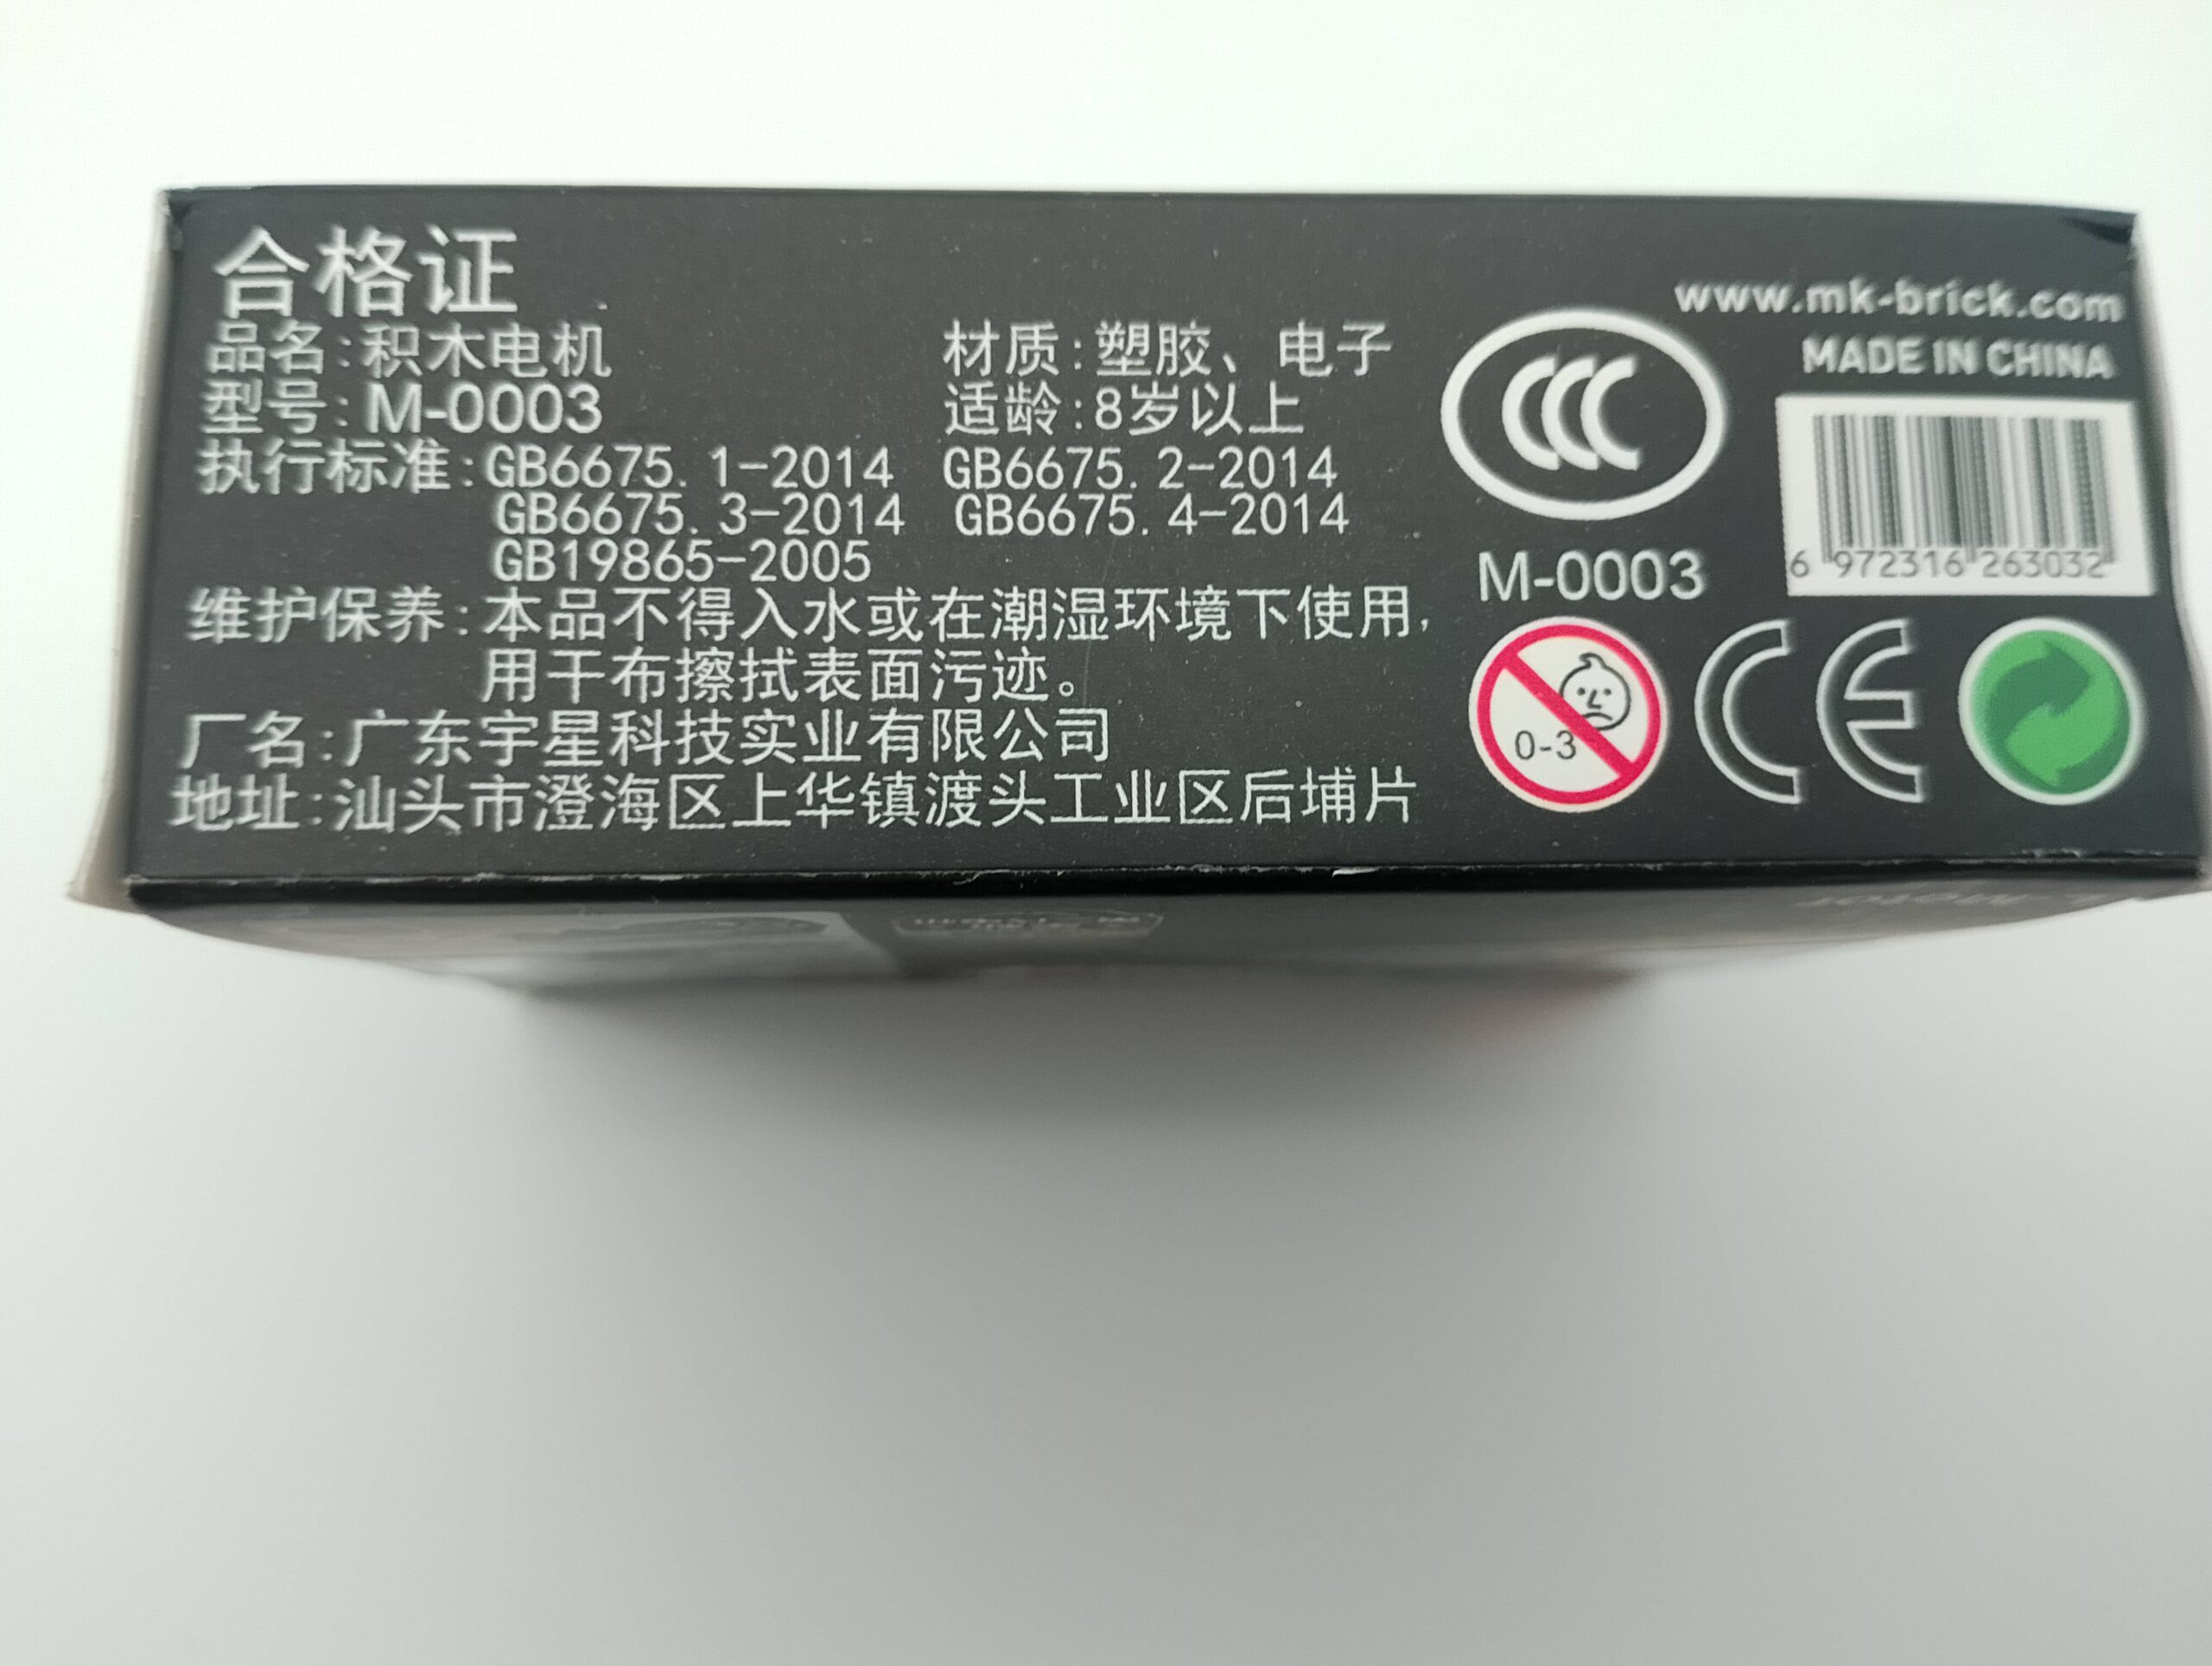 合格证
品名:积木电机
材质:塑胶、电子
型号:M-0003
适龄:8岁以上
执行标准:GB6675.1-2014 GB6675.2-2014
GB6675.3-2014 GB6675.4-2014
GB19865-2005
维护保养:本品不得入水或在潮湿环境下使用,
用干布擦拭表面污迹。
厂名:广东宇星科技实业有限公司
地址:汕头市澄海区上华镇渡头工业区后埔片
www.mk-brick.com
MADE IN CHINA
CCC
6 972316 263032
M-0003
0-3
CE
Motor